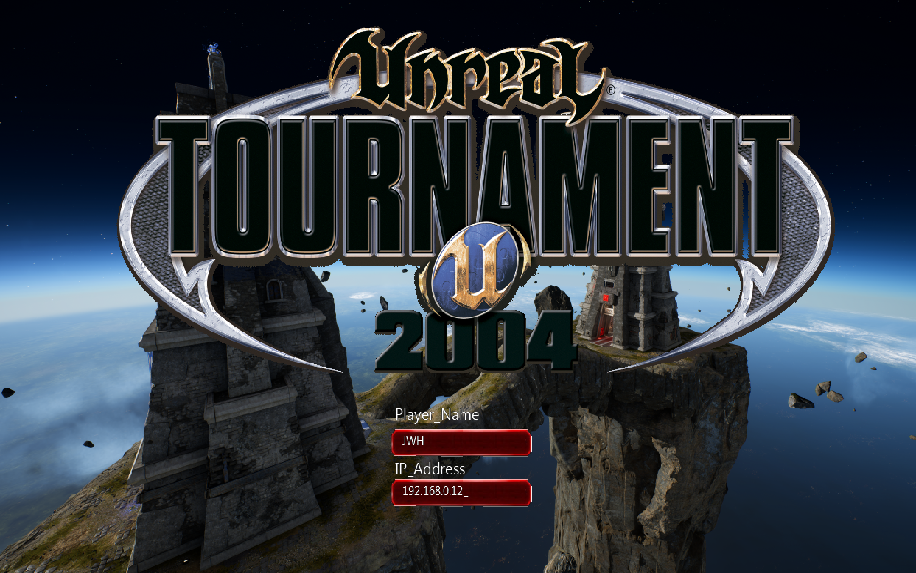 Unreal®
TOURNAMENT
U
2004
Player_Name
JWH
IP_Address
192.168.0.12_